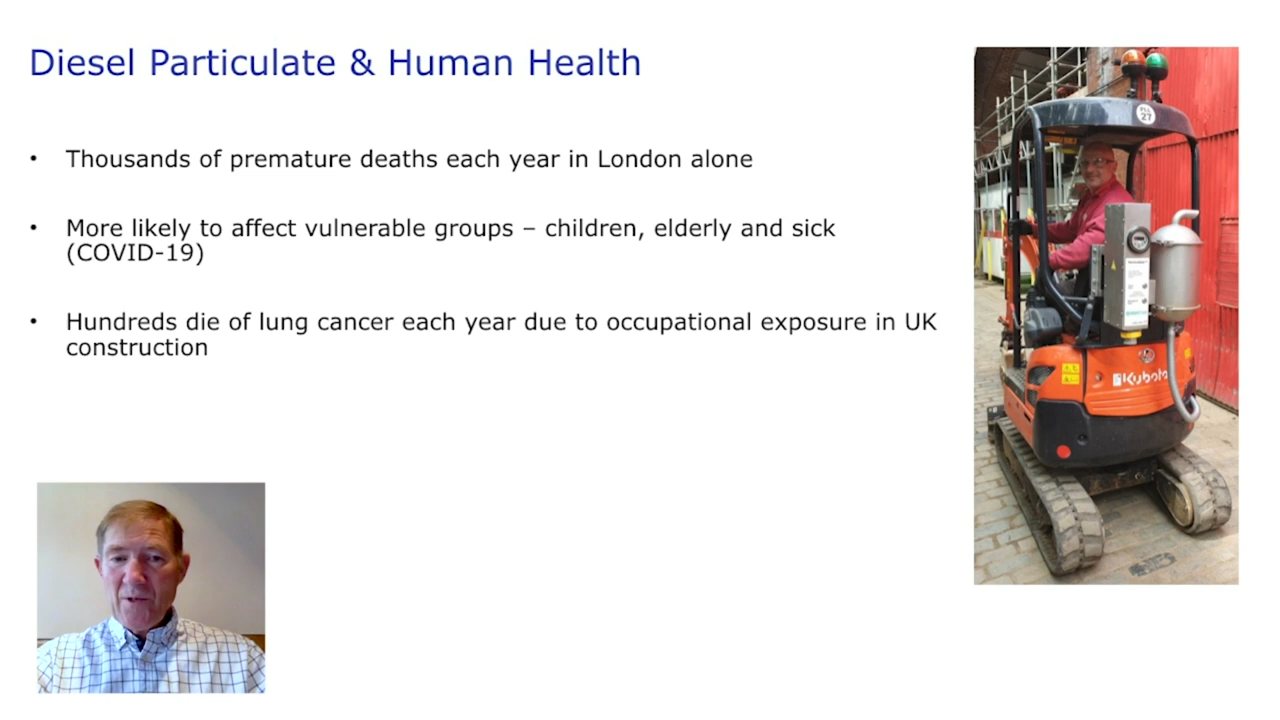 Diesel Particulate & Human Health
• Thousands of premature deaths each year in London alone
• More likely to affect vulnerable groups – children, elderly and sick
(COVID-19)
• Hundreds die of lung cancer each year due to occupational exposure in UK
construction
27
Kubota